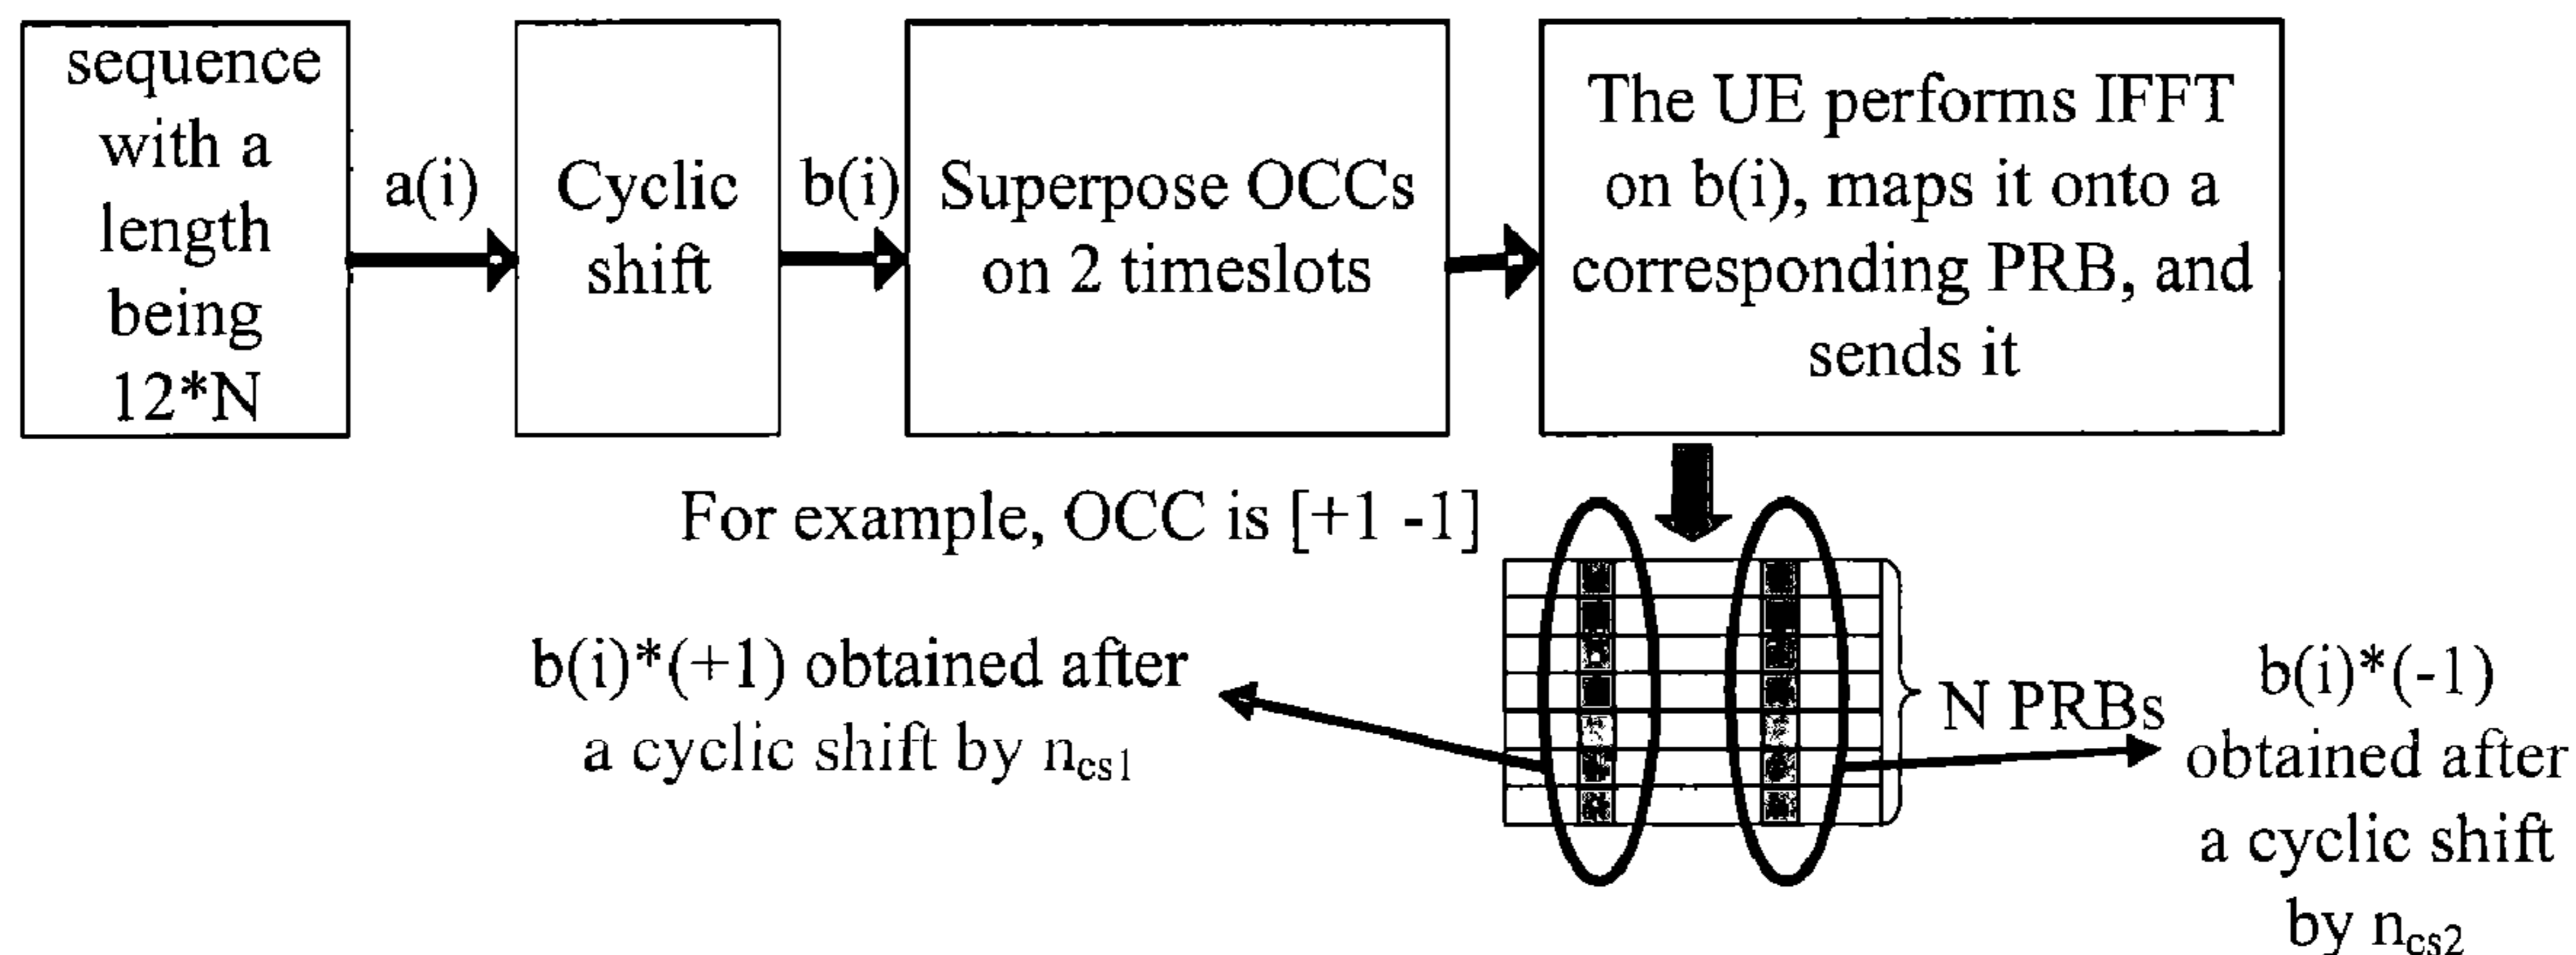 sequence
with a
length
being
12*N
a(i)
Cyclic
shift
b(i)
Superpose OCCs
on 2 timeslots
The UE performs IFFT
on b(i), maps it onto a
corresponding PRB, and
sends it
For example, OCC is [+1 -1]
b(i)*(+1) obtained after
a cyclic shift by n_cs1
N PRBs
b(i)*(-1)
obtained after
a cyclic shift
by n_cs2